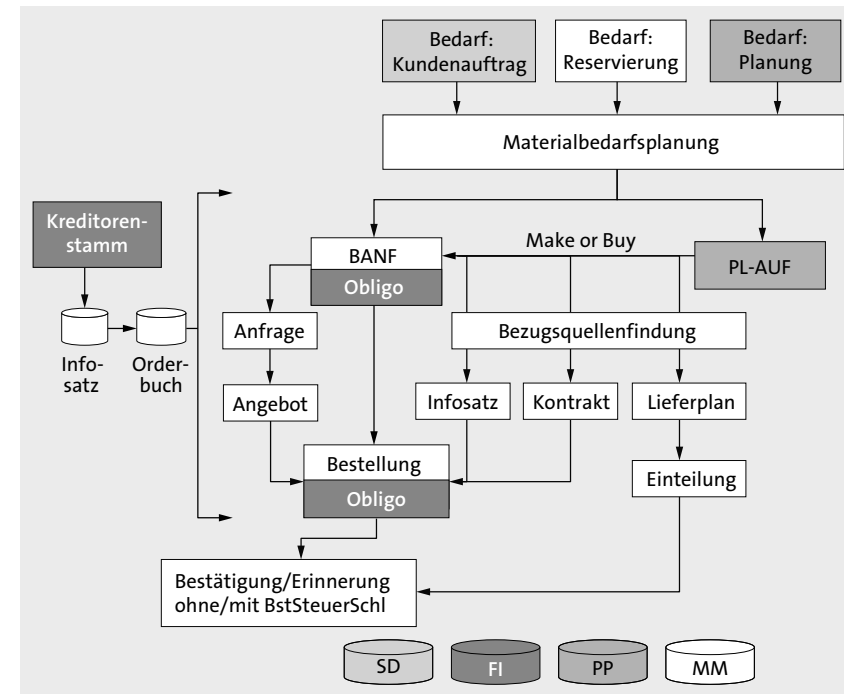 Bedarf:
Kundenauftrag
Bedarf:
Reservierung
Bedarf:
Planung
Materialbedarfsplanung
Kreditoren-
stamm
Make or Buy
BANF
Obligo
PL-AUF
Anfrage
Bezugsquellenfindung
Info-
satz
Order-
buch
Angebot
Infosatz
Kontrakt
Lieferplan
Bestellung
Obligo
Einteilung
Bestätigung/Erinnerung
ohne/mit BstSteuerSchl
SD
FI
PP
MM